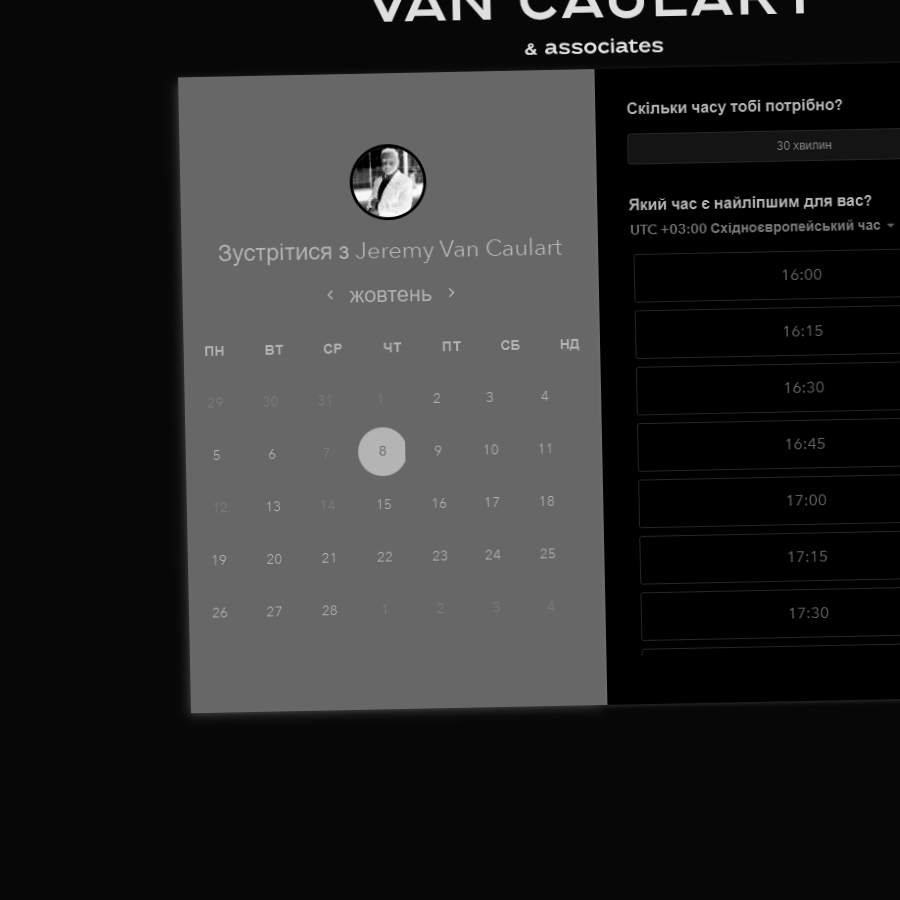 VAN CAULART
& associates
Зустрітися з Jeremy Van Caulart
‹ жовтень ›
ПН ВТ СР ЧТ ПТ СБ НД
29 30 31 1 2 3 4
5 6 7 8 9 10 11
12 13 14 15 16 17 18
19 20 21 22 23 24 25
26 27 28 1 2 3 4
Скільки часу тобі потрібно?
30 хвилин
Який час є найліпшим для вас?
UTC +03:00 Східноєвропейський час
16:00
16:15
16:30
16:45
17:00
17:15
17:30